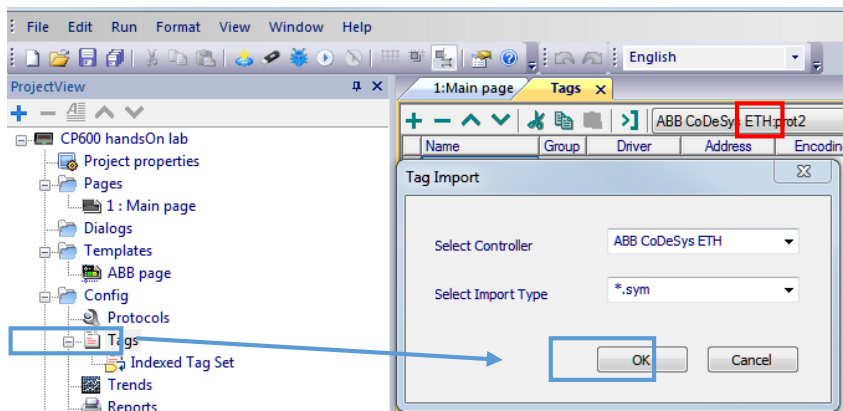 File Edit Run Format View Window Help
English
ProjectView
1:Main page Tags
CP600 handsOn lab
Project properties
Pages
1 : Main page
Dialogs
Templates
ABB page
Config
Protocols
Tags
Indexed Tag Set
Trends
Reports
ABB CoDeSys ETH:prot2
Name Group Driver Address Encodin
Tag Import
Select Controller ABB CoDeSys ETH
Select Import Type *.sym
OK Cancel